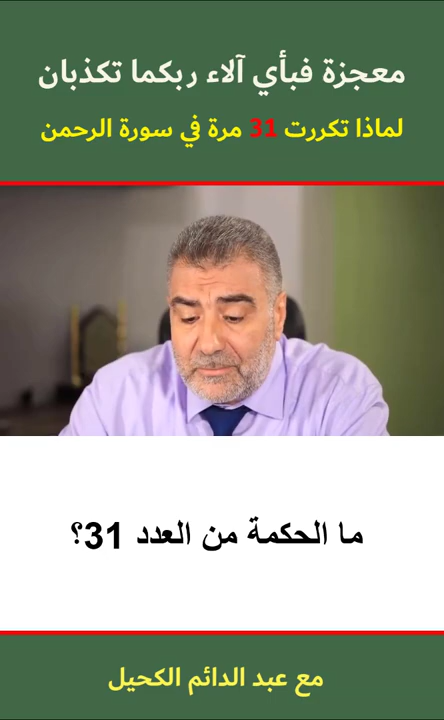 معجزة فبأي آلاء ربكما تكذبان
لماذا تكررت 31 مرة في سورة الرحمن
ما الحكمة من العدد 31؟
مع عبد الدائم الكحيل